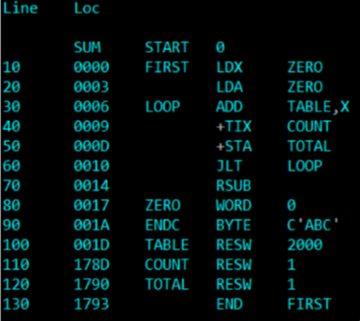 Line Loc
SUM START 0
10 0000 FIRST LDX ZERO
20 0003 LDA ZERO
30 0006 LOOP ADD TABLE,X
40 0009 +TIX COUNT
50 000D +STA TOTAL
60 0010 JLT LOOP
70 0014 RSUB
80 0017 ZERO WORD 0
90 001A ENDC BYTE C'ABC'
100 001D TABLE RESW 2000
110 178D COUNT RESW 1
120 1790 TOTAL RESW 1
130 1793 END FIRST